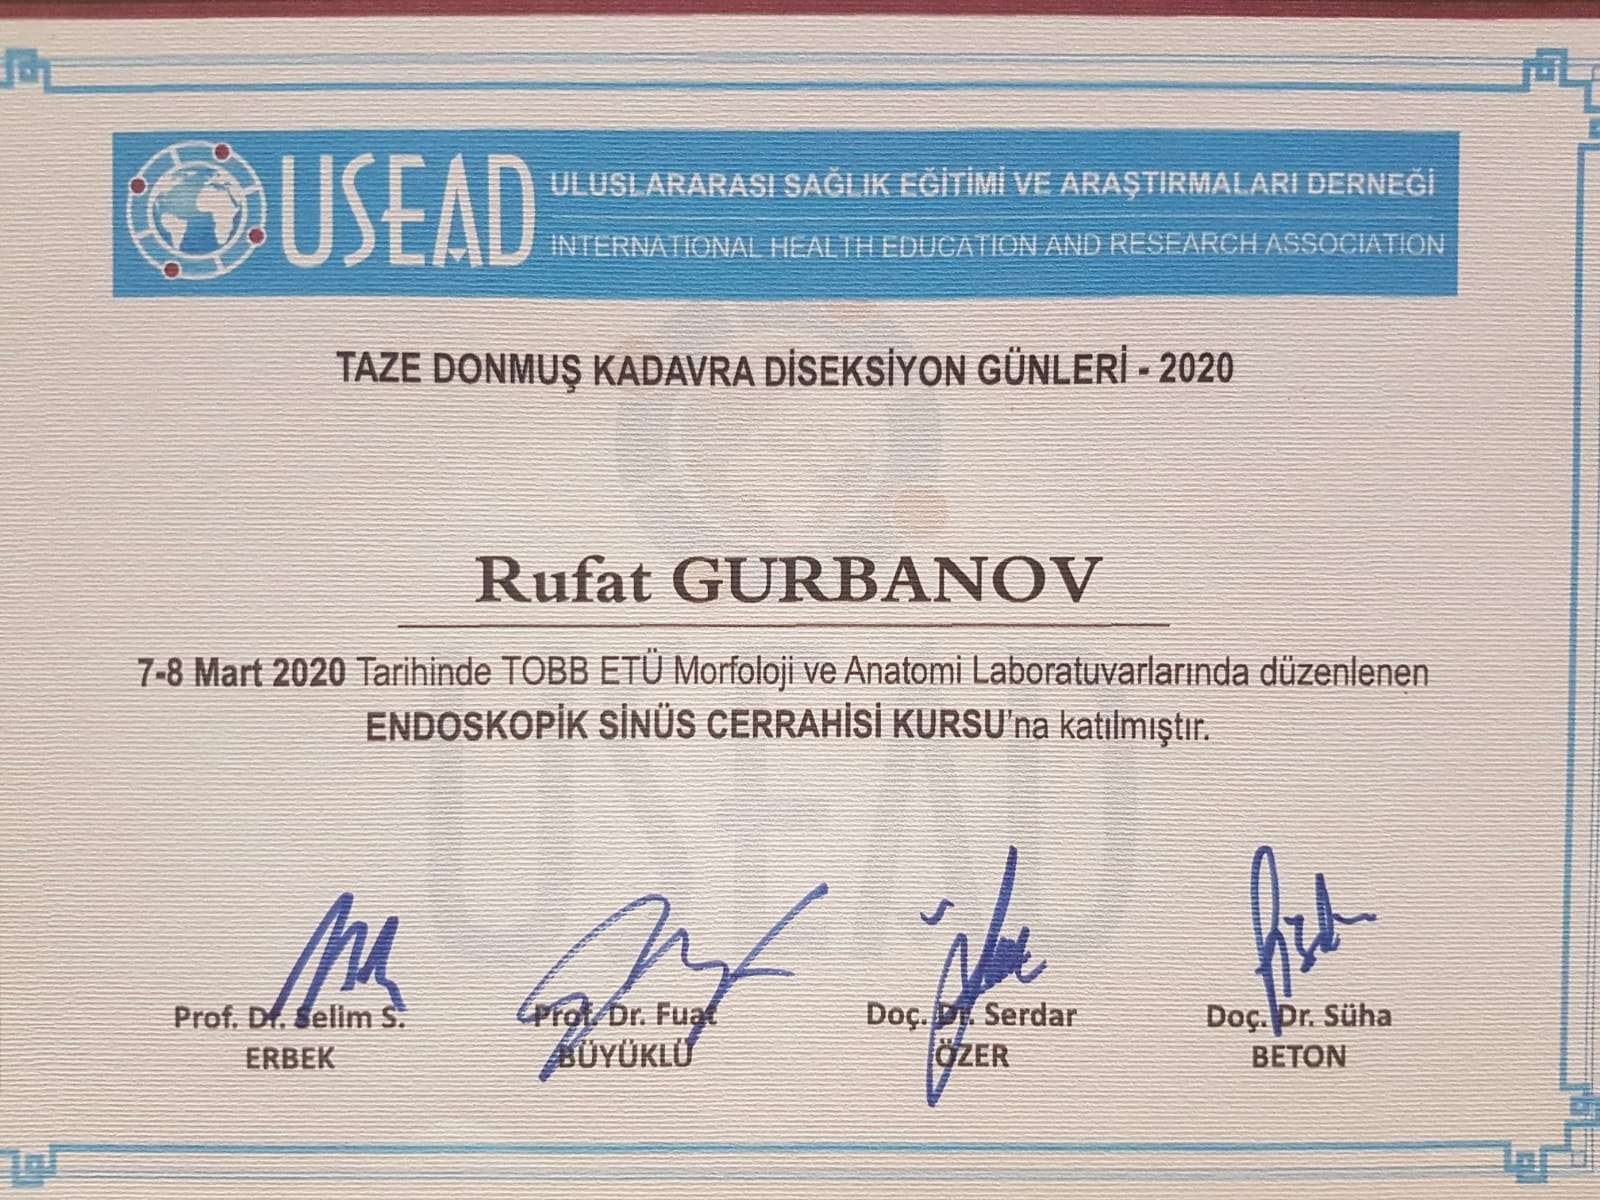 USEAD
ULUSLARARASI SAĞLIK EĞİTİMİ VE ARAŞTIRMALARI DERNEĞİ
INTERNATIONAL HEALTH EDUCATION AND RESEARCH ASSOCIATION
TAZE DONMUŞ KADAVRA DİSEKSİYON GÜNLERİ - 2020
Rufat GURBANOV
7-8 Mart 2020 Tarihinde TOBB ETÜ Morfoloji ve Anatomi Laboratuvarlarında düzenlenen
ENDOSKOPİK SİNÜS CERRAHİSİ KURSU'na katılmıştır.
Prof. Dr. Selim S. ERBEK
Prof. Dr. Fuat BÜYÜKLÜ
Doç. Dr. Serdar ÖZER
Doç. Dr. Süha BETON